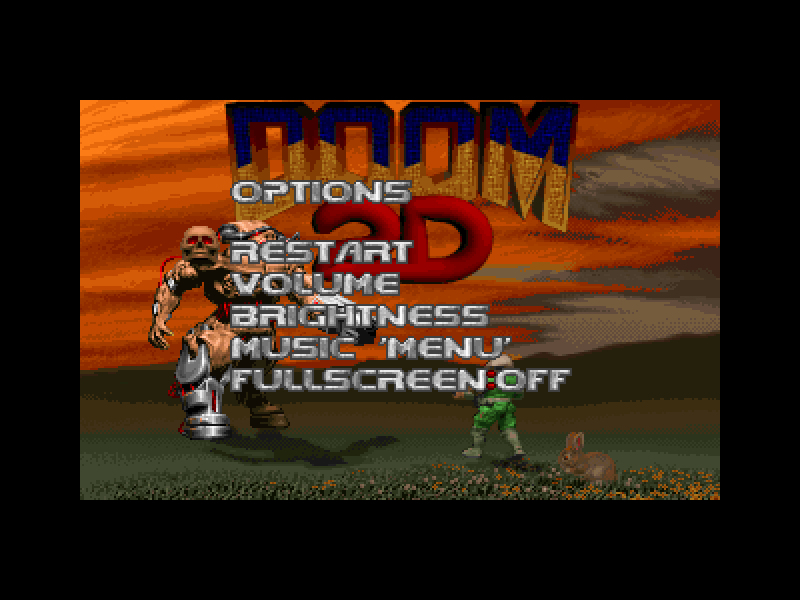 DOOM
2D
OPTIONS
RESTART
VOLUME
BRIGHTNESS
MUSIC 'MENU'
FULLSCREEN:OFF